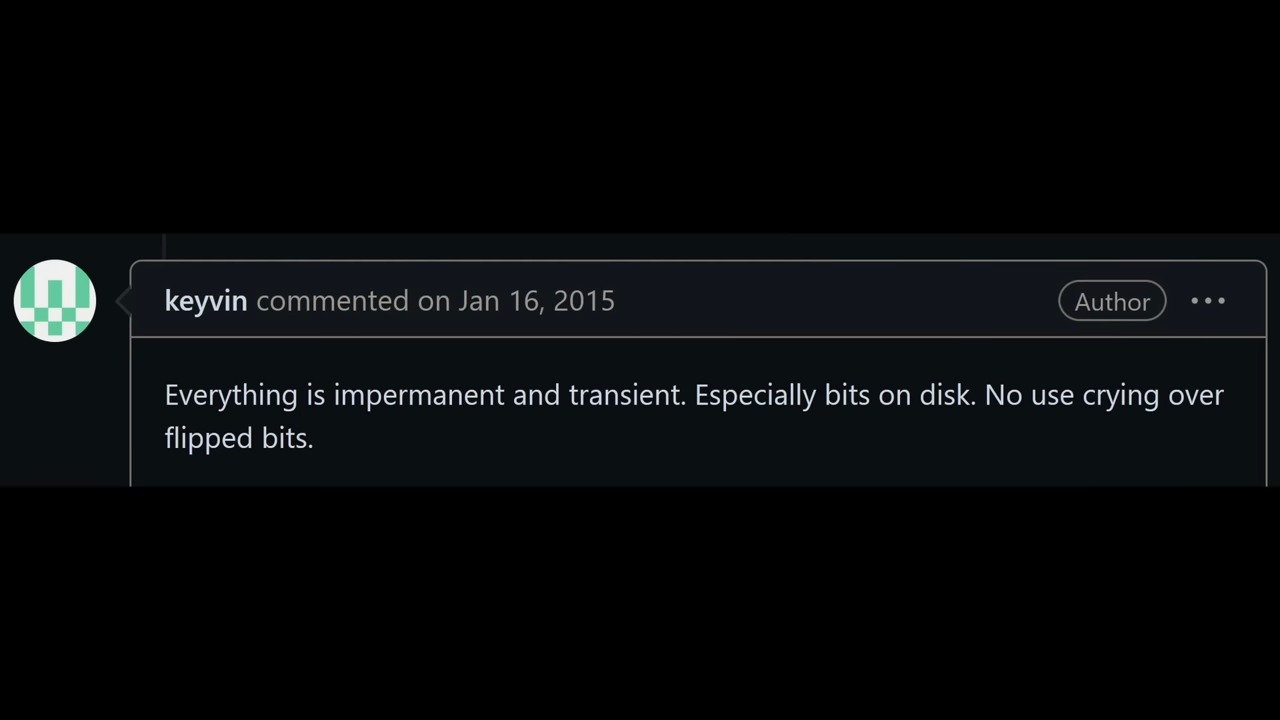 keyvin commented on Jan 16, 2015 Author
Everything is impermanent and transient. Especially bits on disk. No use crying over
flipped bits.